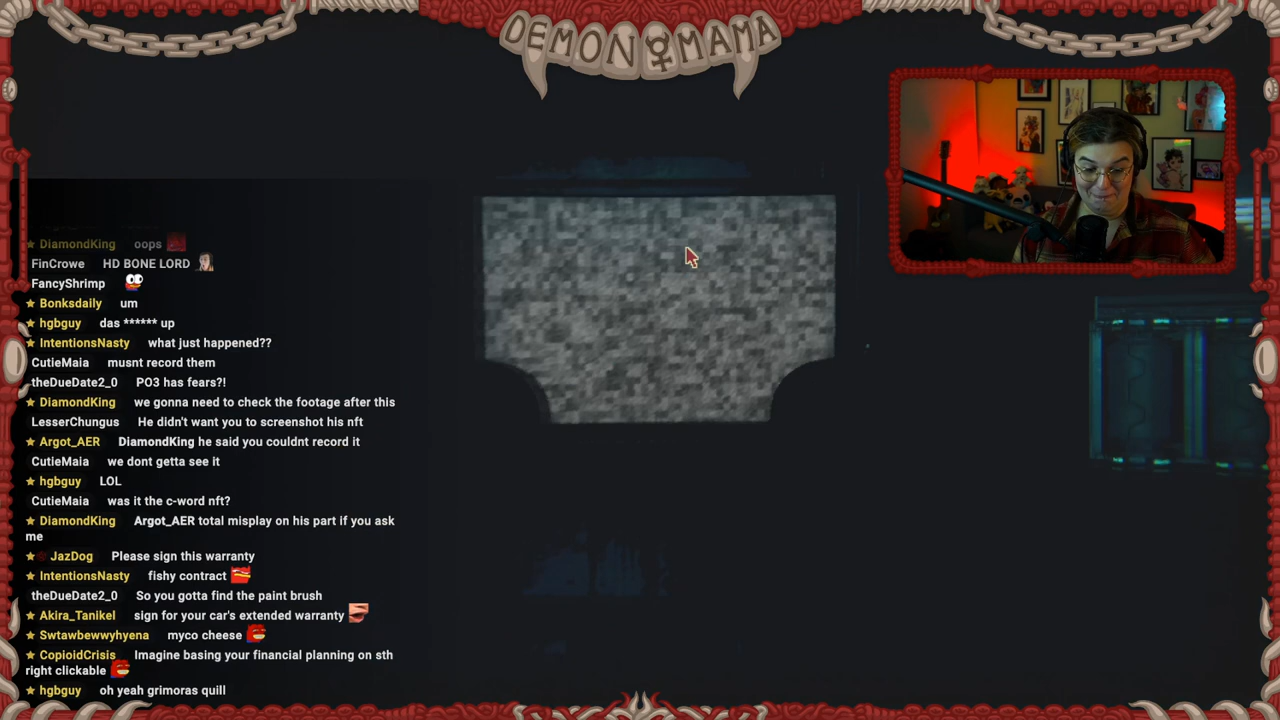 DEMON♀MAMA
DiamondKing oops
FinCrowe HD BONE LORD
FancyShrimp
Bonksdaily um
hgbguy das ****** up
IntentionsNasty what just happened??
CutieMaia musnt record them
theDueDate2_0 PO3 has fears?!
DiamondKing we gonna need to check the footage after this
LesserChungus He didn't want you to screenshot his nft
Argot_AER DiamondKing he said you couldnt record it
CutieMaia we dont getta see it
hgbguy LOL
CutieMaia was it the c-word nft?
DiamondKing Argot_AER total misplay on his part if you ask
me
JazDog Please sign this warranty
IntentionsNasty fishy contract
theDueDate2_0 So you gotta find the paint brush
Akira_Tanikel sign for your car's extended warranty
Swtawbewwyhyena myco cheese
CopioidCrisis Imagine basing your financial planning on sth
right clickable
hgbguy oh yeah grimoras quill